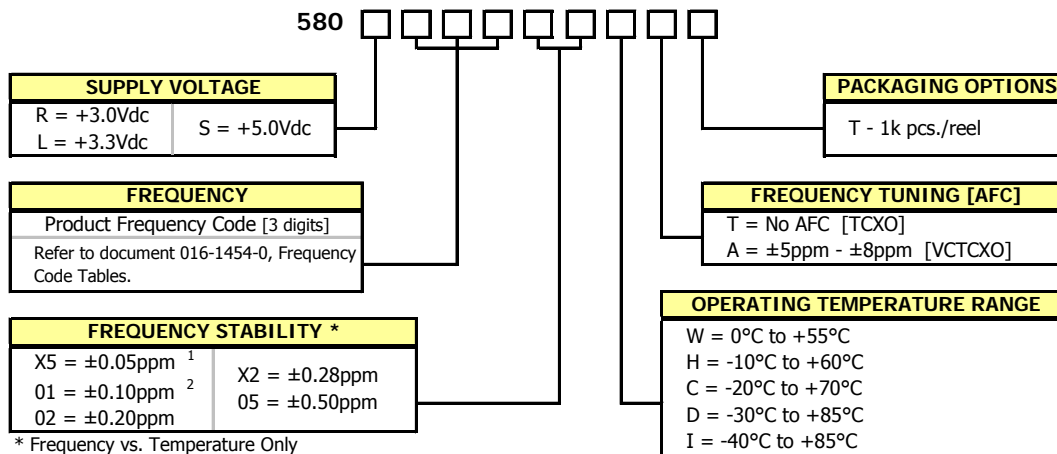 580
SUPPLY VOLTAGE
R = +3.0Vdc
L = +3.3Vdc
S = +5.0Vdc
PACKAGING OPTIONS
T - 1k pcs./reel
FREQUENCY
Product Frequency Code [3 digits]
Refer to document 016-1454-0, Frequency
Code Tables.
FREQUENCY TUNING [AFC]
T = No AFC [TCXO]
A = ±5ppm - ±8ppm [VCTCXO]
FREQUENCY STABILITY *
X5 = ±0.05ppm 1
01 = ±0.10ppm 2
02 = ±0.20ppm
X2 = ±0.28ppm
05 = ±0.50ppm
* Frequency vs. Temperature Only
OPERATING TEMPERATURE RANGE
W = 0°C to +55°C
H = -10°C to +60°C
C = -20°C to +70°C
D = -30°C to +85°C
I = -40°C to +85°C